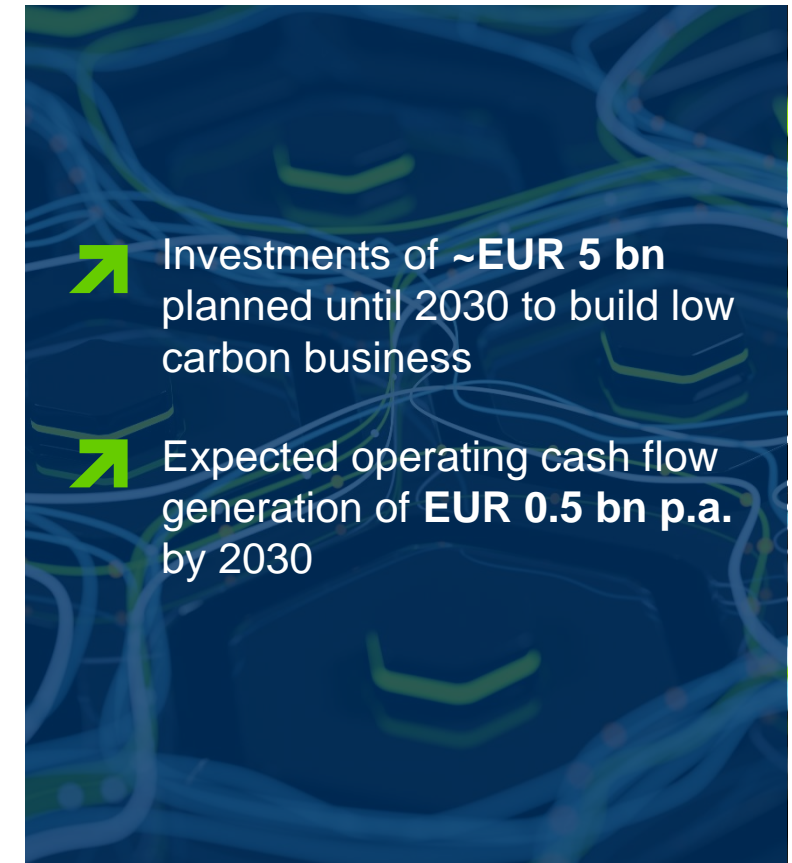 Investments of ~EUR 5 bn
planned until 2030 to build low
carbon business
Expected operating cash flow
generation of EUR 0.5 bn p.a.
by 2030